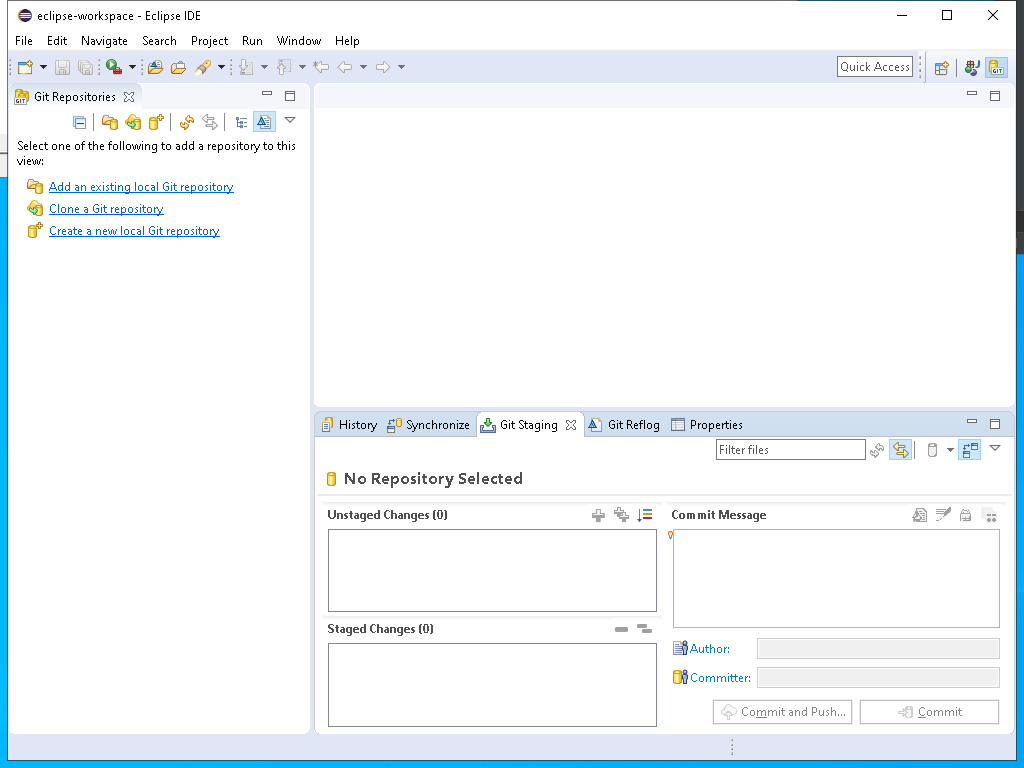 eclipse-workspace - Eclipse IDE
File Edit Navigate Search Project Run Window Help
Quick Access
GIT
GIT Git Repositories
Select one of the following to add a repository to this
view:
Add an existing local Git repository
Clone a Git repository
Create a new local Git repository
History Synchronize Git Staging Git Reflog Properties
Filter files
No Repository Selected
Unstaged Changes (0)
Commit Message
Staged Changes (0)
Author:
Committer:
Commit and Push...
Commit